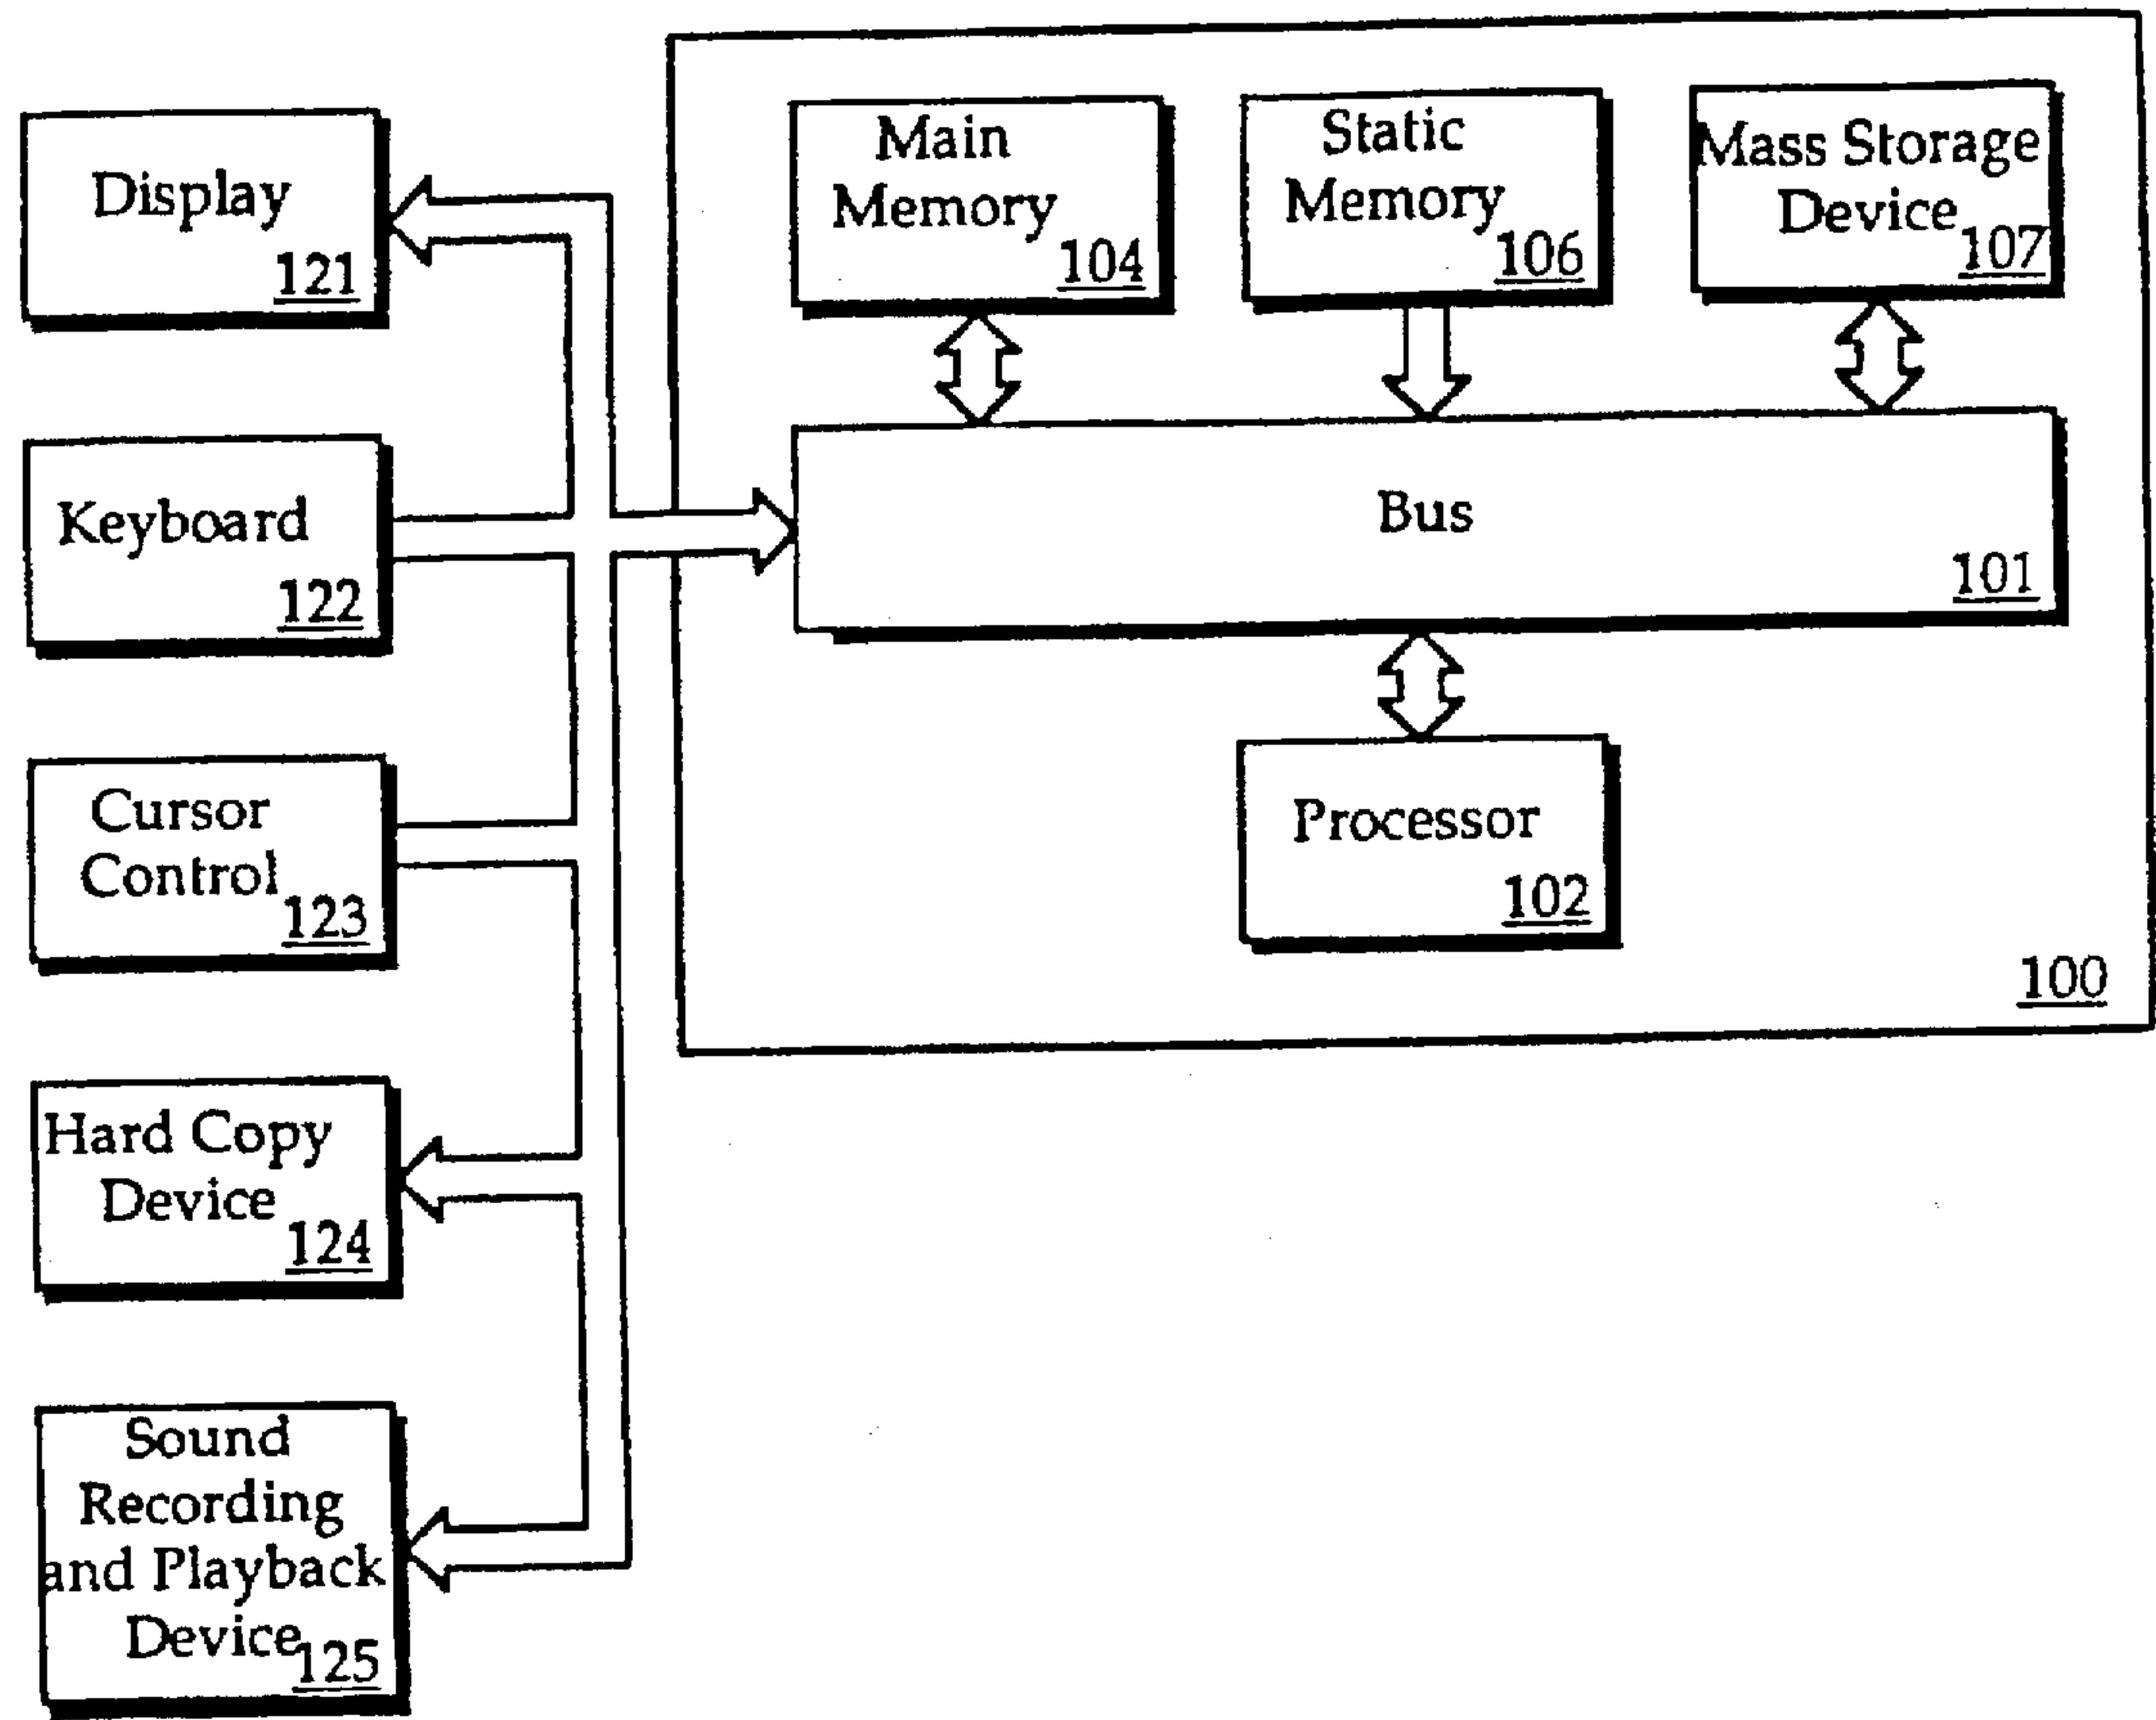 Display
121
Keyboard
122
Cursor
Control
123
Hard Copy
Device
124
Sound
Recording
and Playback
Device
125
Main
Memory
104
Static
Memory
106
Mass Storage
Device
107
Bus
101
Processor
102
100